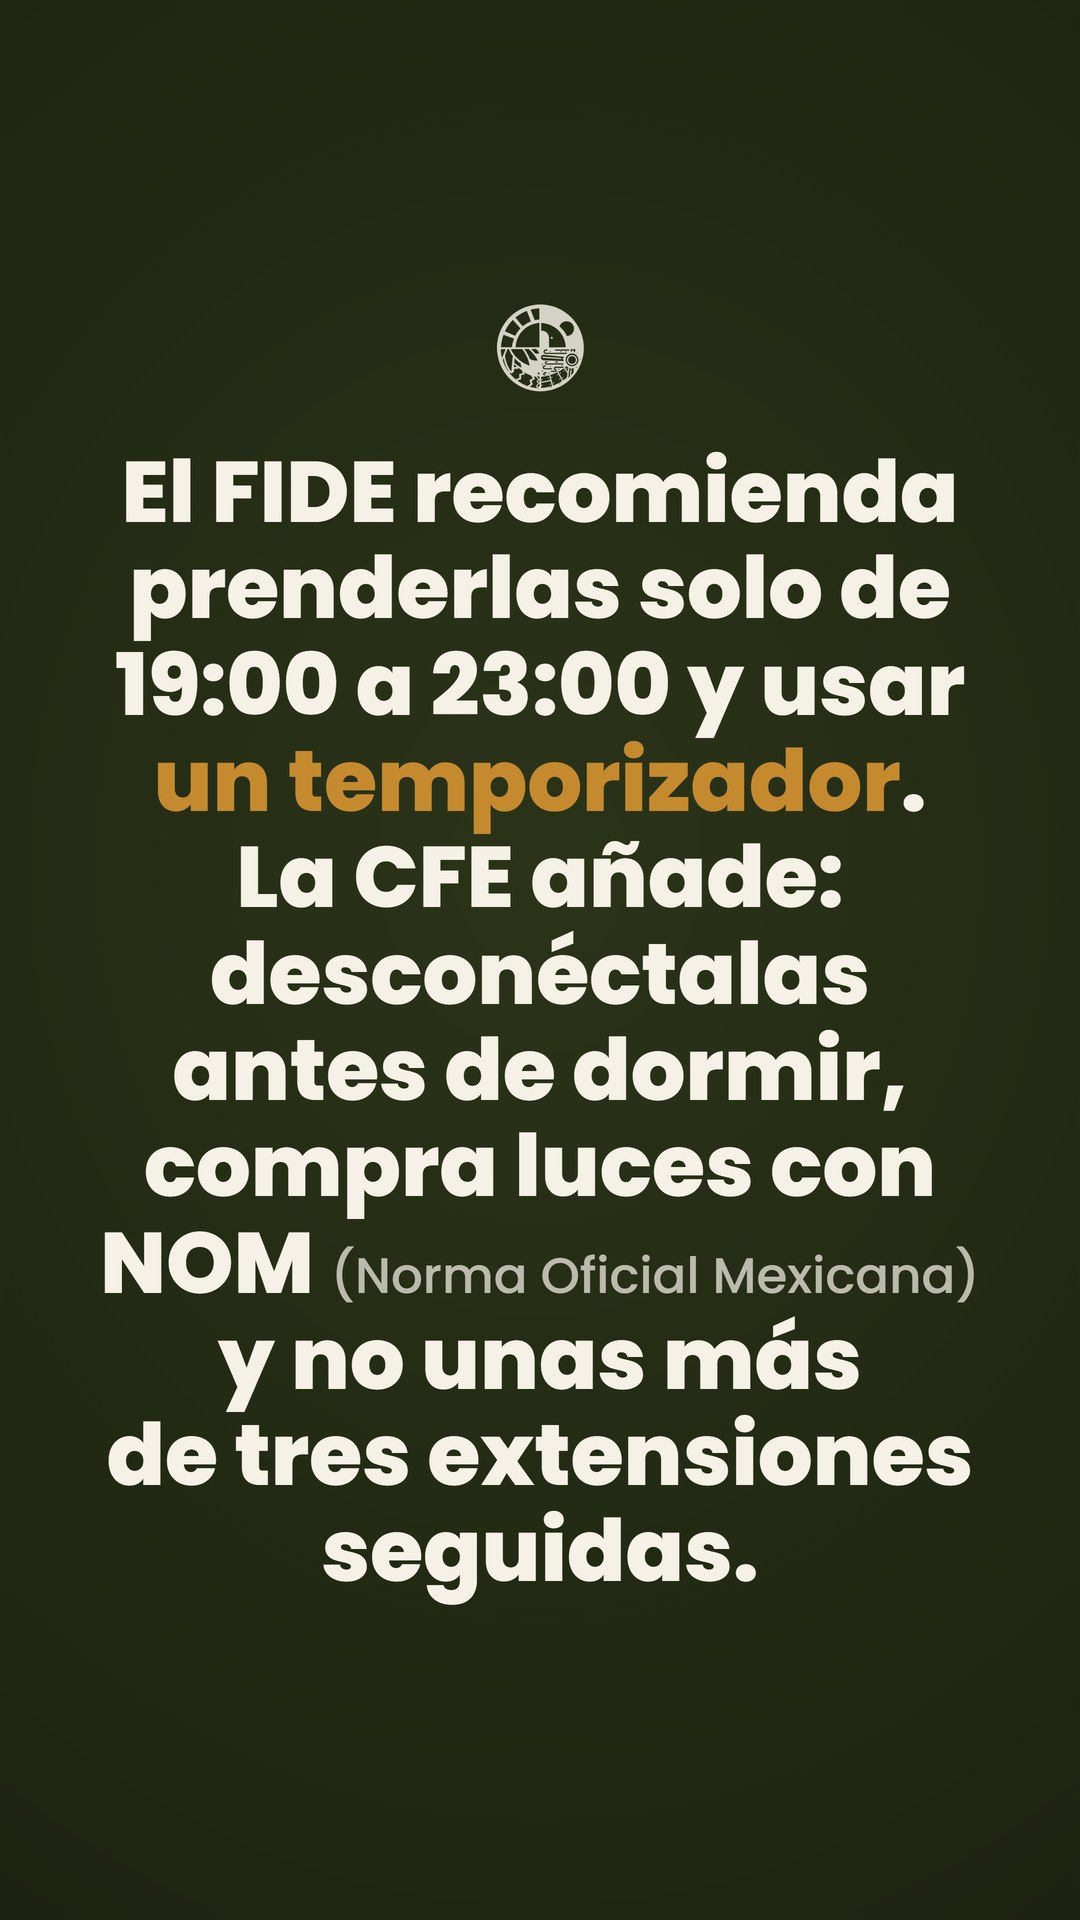 El FIDE recomienda
prenderlas solo de
19:00 a 23:00 y usar
un temporizador.
La CFE añade:
desconéctalas
antes de dormir,
compra luces con
NOM (Norma Oficial Mexicana)
y no unas más
de tres extensiones
seguidas.